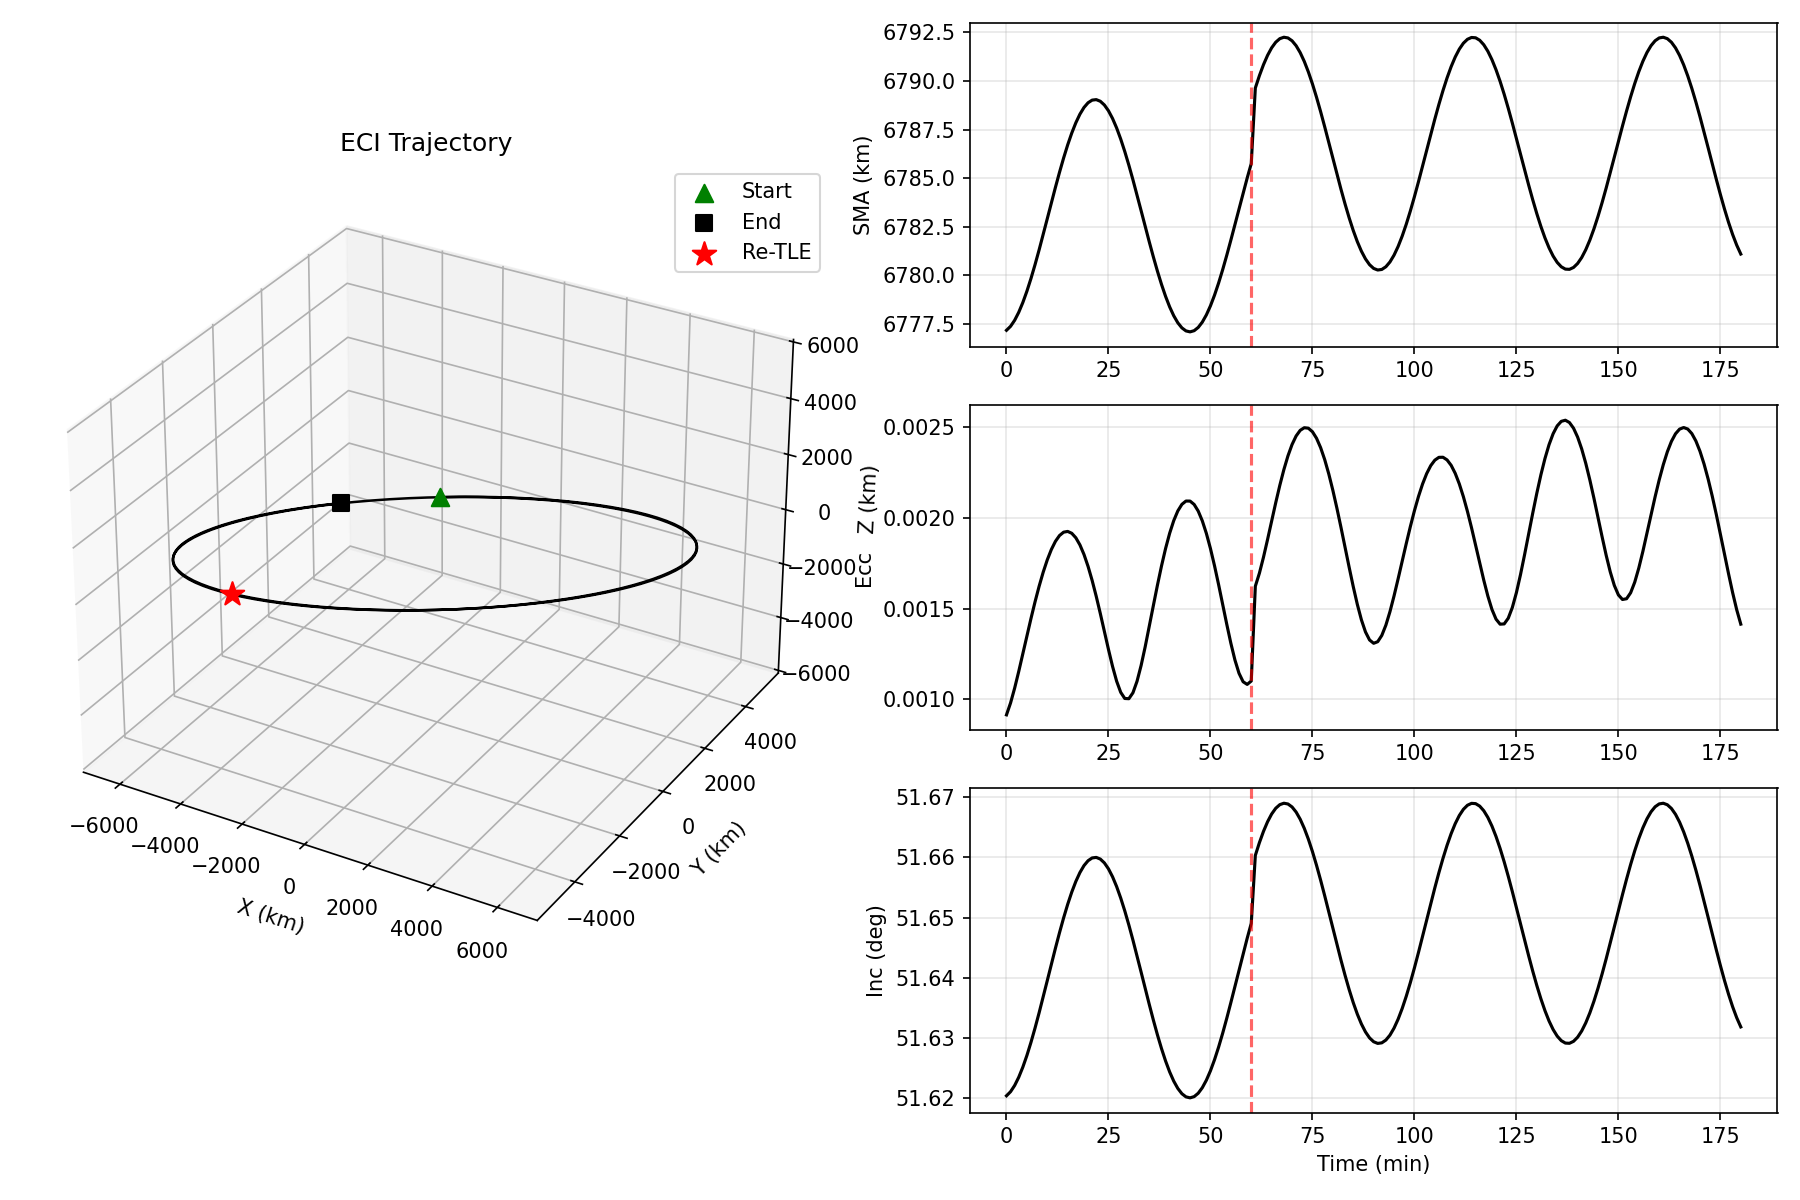 ECI Trajectory
Start
End
Re-TLE
6000
4000
2000
0
−2000
−4000
−6000
Z (km)
−6000
−4000
−2000
0
2000
4000
6000
X (km)
4000
2000
0
−2000
−4000
Y (km)
SMA (km)
6792.5
6790.0
6787.5
6785.0
6782.5
6780.0
6777.5
0 25 50 75 100 125 150 175
Ecc
0.0025
0.0020
0.0015
0.0010
0 25 50 75 100 125 150 175
Inc (deg)
51.67
51.66
51.65
51.64
51.63
51.62
0 25 50 75 100 125 150 175
Time (min)